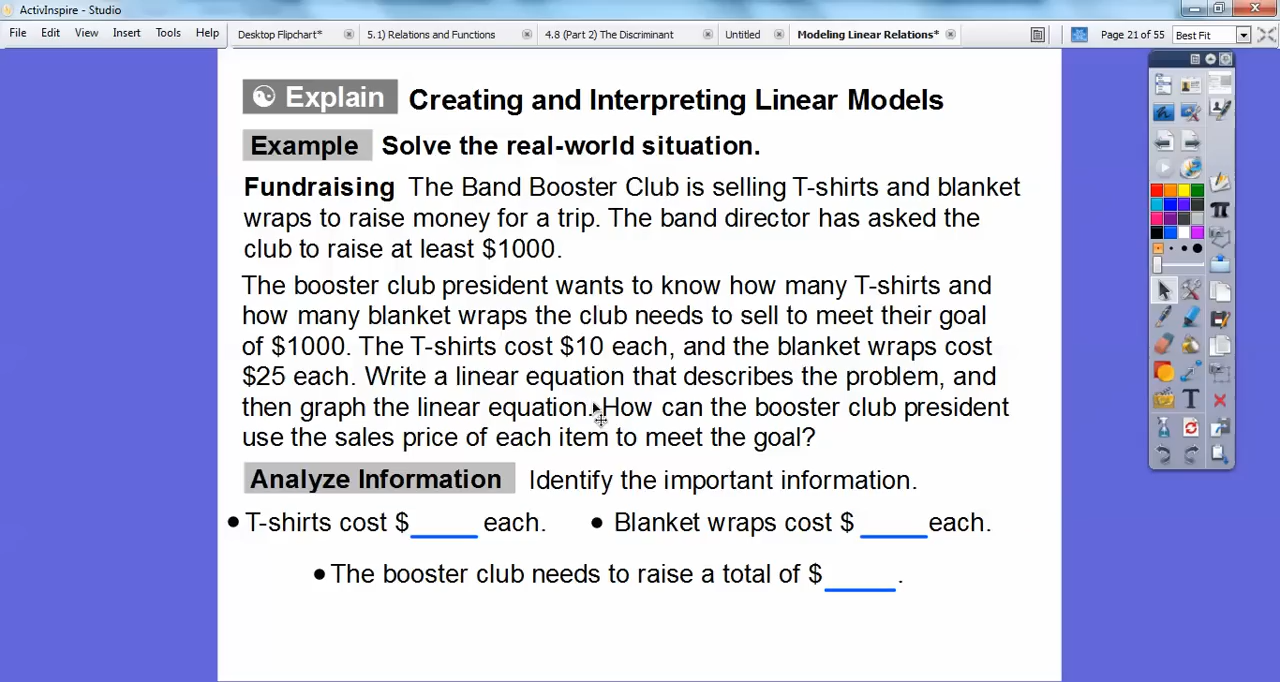 ActivInspire - Studio
File Edit View Insert Tools Help Desktop Flipchart* 5.1) Relations and Functions 4.8 (Part 2) The Discriminant Untitled Modeling Linear Relations* Page 21 of 55 Best Fit
Explain Creating and Interpreting Linear Models
Example Solve the real-world situation.
Fundraising The Band Booster Club is selling T-shirts and blanket
wraps to raise money for a trip. The band director has asked the
club to raise at least $1000.
The booster club president wants to know how many T-shirts and
how many blanket wraps the club needs to sell to meet their goal
of $1000. The T-shirts cost $10 each, and the blanket wraps cost
$25 each. Write a linear equation that describes the problem, and
then graph the linear equation. How can the booster club president
use the sales price of each item to meet the goal?
Analyze Information Identify the important information.
• T-shirts cost $_____ each. • Blanket wraps cost $_____ each.
• The booster club needs to raise a total of $_____.